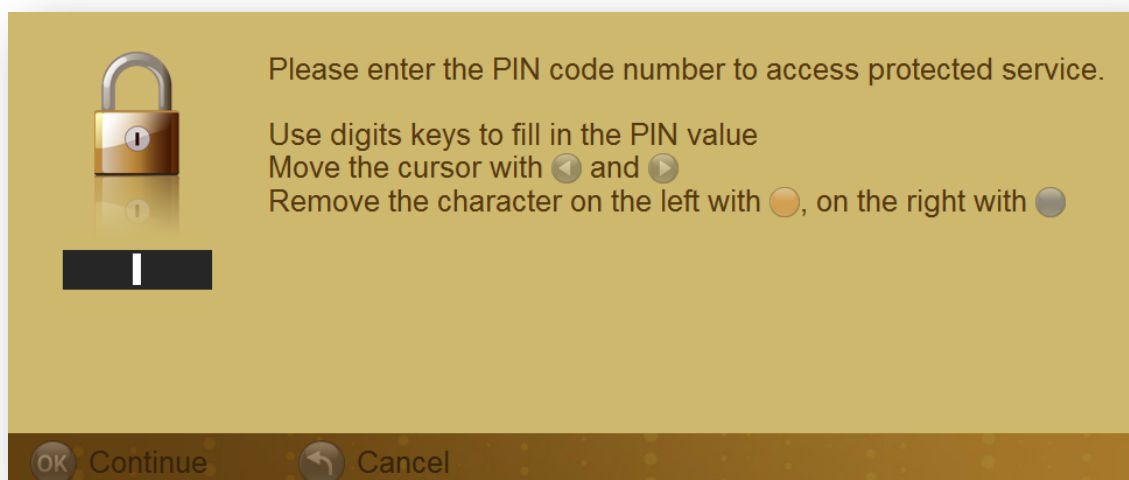 Please enter the PIN code number to access protected service.
Use digits keys to fill in the PIN value
Move the cursor with and
Remove the character on the left with , on the right with
OK Continue Cancel